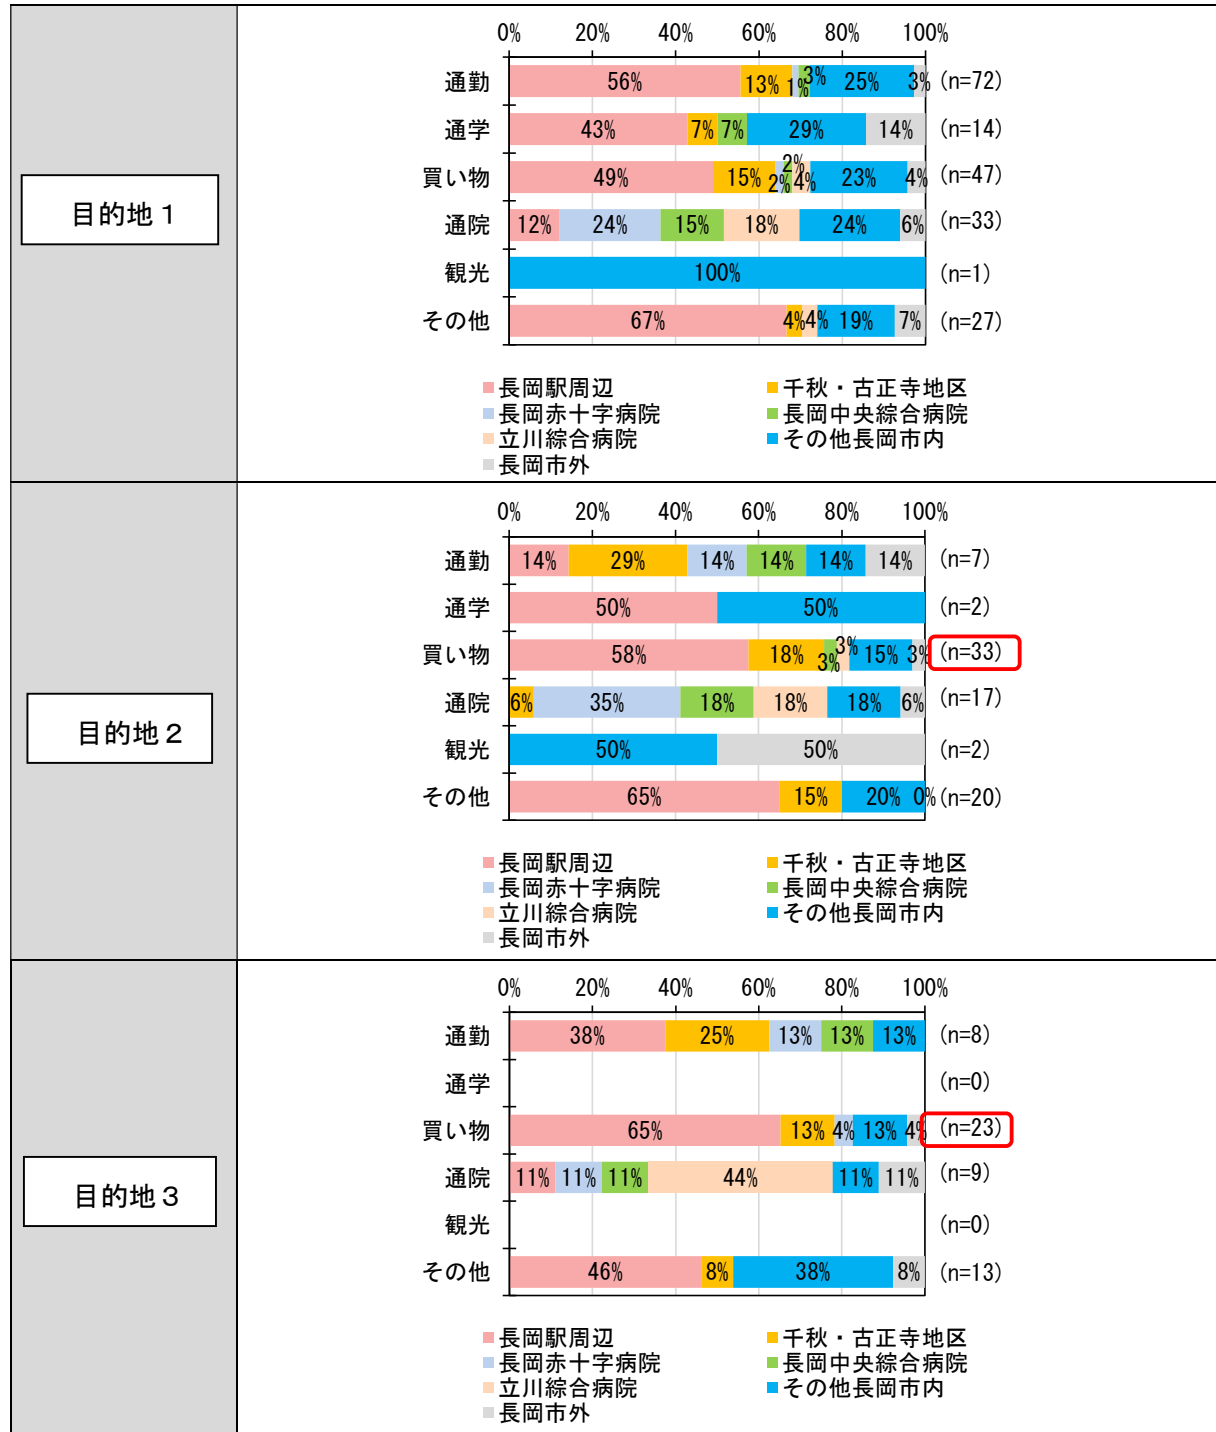 目的地１
0% 20% 40% 60% 80% 100%
通勤 56% 13% 1% 3% 25% 3% (n=72)
通学 43% 7% 7% 29% 14% (n=14)
買い物 49% 15% 2% 2% 4% 23% 4% (n=47)
通院 12% 24% 15% 18% 24% 6% (n=33)
観光 100% (n=1)
その他 67% 4% 4% 19% 7% (n=27)
長岡駅周辺 千秋・古正寺地区
長岡赤十字病院 長岡中央綜合病院
立川綜合病院 その他長岡市内
長岡市外
目的地２
0% 20% 40% 60% 80% 100%
通勤 14% 29% 14% 14% 14% 14% (n=7)
通学 50% 50% (n=2)
買い物 58% 18% 3% 3% 15% 3% (n=33)
通院 6% 35% 18% 18% 18% 6% (n=17)
観光 50% 50% (n=2)
その他 65% 15% 20% 0% (n=20)
長岡駅周辺 千秋・古正寺地区
長岡赤十字病院 長岡中央綜合病院
立川綜合病院 その他長岡市内
長岡市外
目的地３
0% 20% 40% 60% 80% 100%
通勤 38% 25% 13% 13% 13% (n=8)
通学 (n=0)
買い物 65% 13% 4% 13% 4% (n=23)
通院 11% 11% 11% 44% 11% 11% (n=9)
観光 (n=0)
その他 46% 8% 38% 8% (n=13)
長岡駅周辺 千秋・古正寺地区
長岡赤十字病院 長岡中央綜合病院
立川綜合病院 その他長岡市内
長岡市外